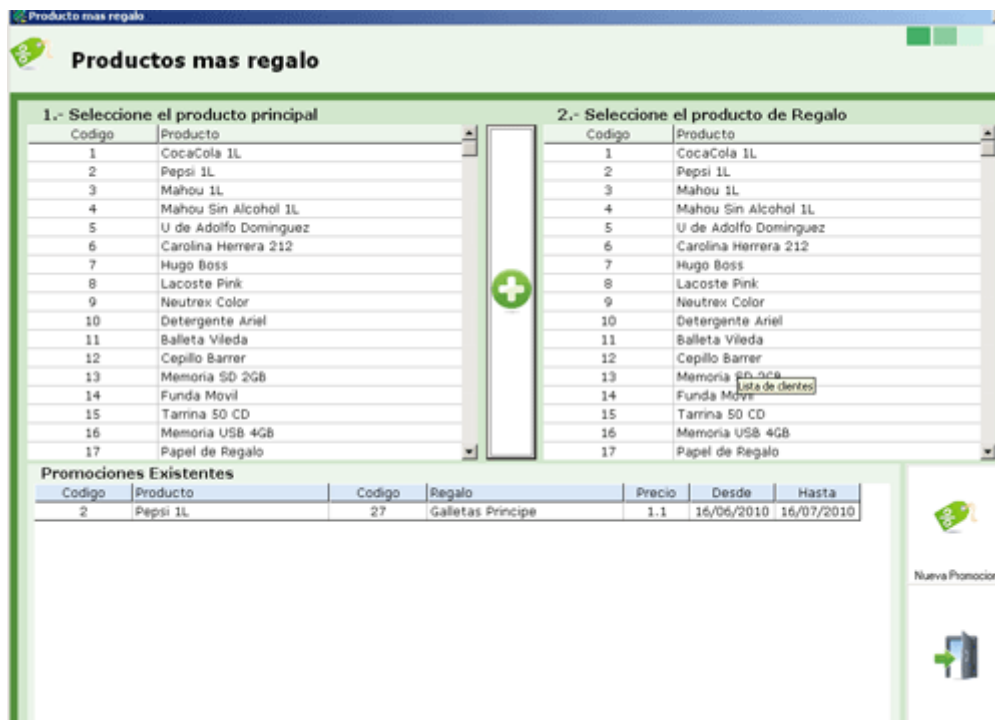 Producto mas regalo
Productos mas regalo
1.- Seleccione el producto principal
Codigo Producto
1 CocaCola 1L
2 Pepsi 1L
3 Mahou 1L
4 Mahou Sin Alcohol 1L
5 U de Adolfo Dominguez
6 Carolina Herrera 212
7 Hugo Boss
8 Lacoste Pink
9 Neutrex Color
10 Detergente Ariel
11 Balleta Vileda
12 Cepillo Barrer
13 Memoria SD 2GB
14 Funda Movil
15 Tarrina 50 CD
16 Memoria USB 4GB
17 Papel de Regalo
2.- Seleccione el producto de Regalo
Codigo Producto
1 CocaCola 1L
2 Pepsi 1L
3 Mahou 1L
4 Mahou Sin Alcohol 1L
5 U de Adolfo Dominguez
6 Carolina Herrera 212
7 Hugo Boss
8 Lacoste Pink
9 Neutrex Color
10 Detergente Ariel
11 Balleta Vileda
12 Cepillo Barrer
13 Memoria SD 2GB
Lista de clientes
14 Funda Movil
15 Tarrina 50 CD
16 Memoria USB 4GB
17 Papel de Regalo
Promociones Existentes
Codigo Producto Codigo Regalo Precio Desde Hasta
2 Pepsi 1L 27 Galletas Principe 1.1 16/06/2010 16/07/2010
Nueva Promocion